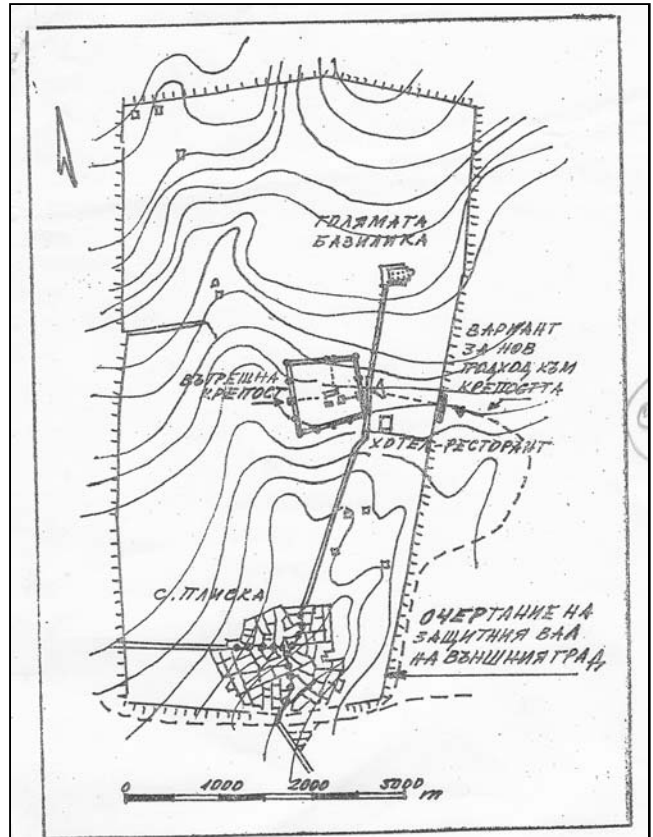 ГОЛЯМАТА
БАЗИЛИКА
ВАРИАНТ
ЗА НОВ
ПОДХОД КЪМ
КРЕПОСТТА
ВЪТРЕШНА
КРЕПОСТ
ХОТЕЛ-РЕСТОРАНТ
С. ПЛИСКА
ОЧЕРТАНИЕ НА
ЗАЩИТНИЯ ВАЛ
НА ВЪНШНИЯ ГРАД
0 1000 2000 3000
m